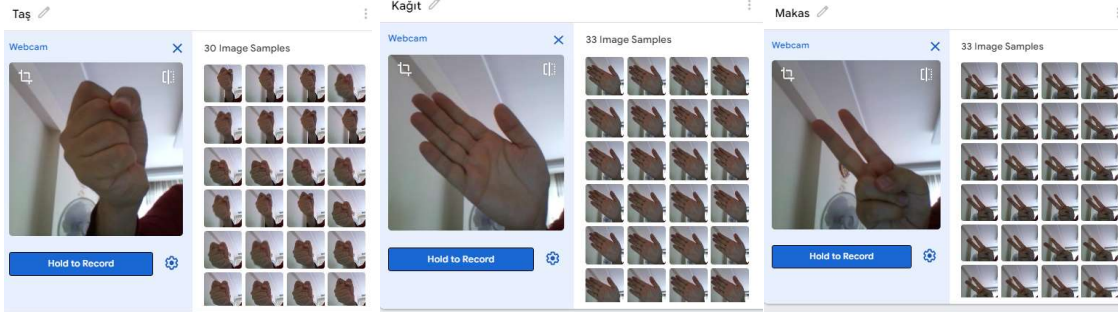 Taş
Webcam
30 Image Samples
Hold to Record
Kağıt
Webcam
33 Image Samples
Hold to Record
Makas
Webcam
33 Image Samples
Hold to Record